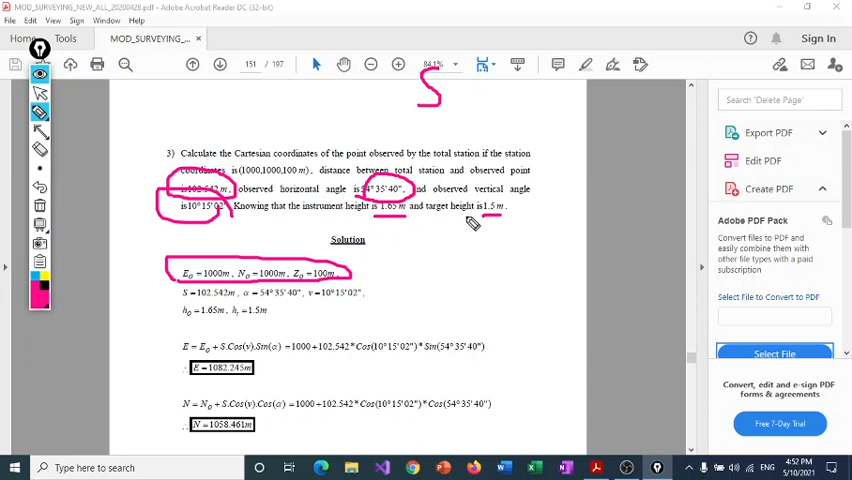 MOD_SURVEYING_NEW_ALL_20200428.pdf - Adobe Acrobat Reader DC (32-bit)
File Edit View Sign Window Help
Home Tools MOD_SURVEYING_... × Sign In
151 / 197 84.1%
S
3) Calculate the Cartesian coordinates of the point observed by the total station if the station
coordinates is (1000,1000,100 m), distance between total station and observed point
is 102.542 m, observed horizontal angle is 54° 35' 40", and observed vertical angle
is 10° 15' 02". Knowing that the instrument height is 1.65 m and target height is 1.5 m.
Solution
E_O = 1000m, N_O = 1000m, Z_O = 100m,
S = 102.542m, α = 54° 35' 40", v = 10° 15' 02",
h_O = 1.65m, h_t = 1.5m
E = E_O + S.Cos(v).Sin(α) = 1000 + 102.542 * Cos(10° 15' 02") * Sin(54° 35' 40")
∴ E = 1082.245m
N = N_O + S.Cos(v).Cos(α) = 1000 + 102.542 * Cos(10° 15' 02") * Cos(54° 35' 40")
∴ N = 1058.461m
Search 'Delete Page'
Export PDF
Edit PDF
Create PDF
Adobe PDF Pack
Convert files to PDF and
easily combine them with
other file types with a paid
subscription
Select File to Convert to PDF
Select File
Convert, edit and e-sign PDF
forms & agreements
Free 7-Day Trial
Type here to search
ENG
4:52 PM
5/10/2021